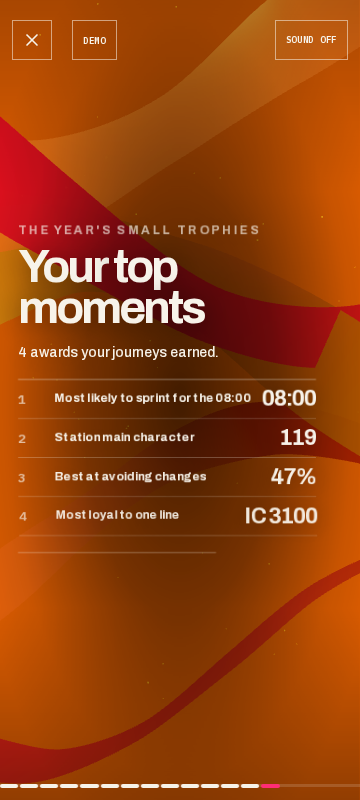 DEMO
SOUND OFF
THE YEAR'S SMALL TROPHIES
Your top
moments
4 awards your journeys earned.
1 Most likely to sprint for the 08:00 08:00
2 Station main character 119
3 Best at avoiding changes 47%
4 Most loyal to one line IC3100